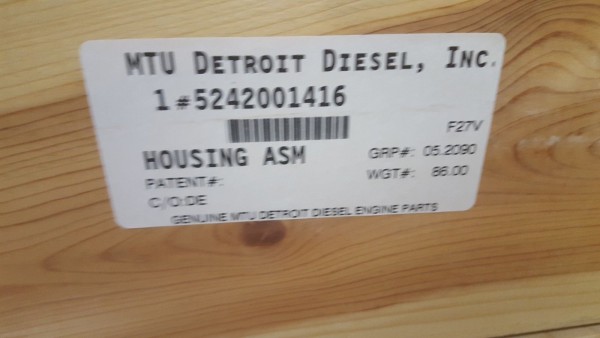 MTU DETROIT DIESEL, INC.
1 #5242001416
F27V
HOUSING ASM
GRP#: 05.2090
PATENT#:
WGT#: 86.00
C/O:DE
GENUINE MTU DETROIT DIESEL ENGINE PARTS